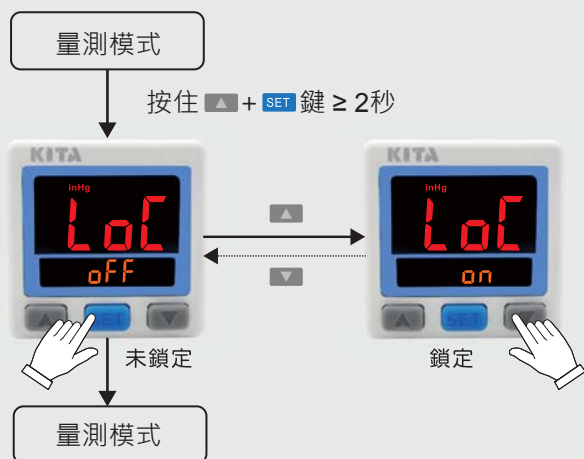 量測模式
按住 + SET 鍵 ≥ 2秒
KITA
inHg
LoC
oFF
SET
未鎖定
KITA
inHg
LoC
on
SET
鎖定
量測模式